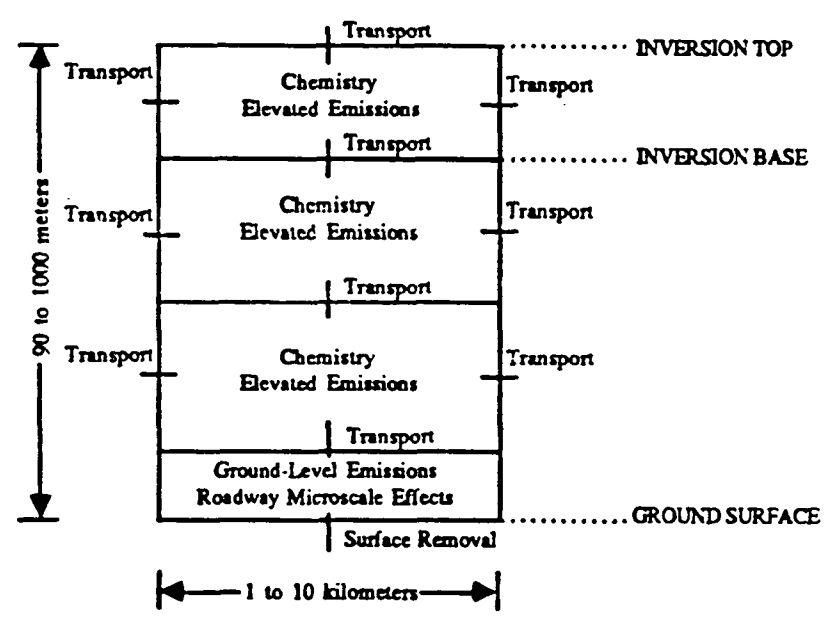 Transport
INVERSION TOP
Transport
Chemistry
Elevated Emissions
Transport
Transport
INVERSION BASE
Transport
Chemistry
Elevated Emissions
Transport
90 to 1000 meters
Transport
Transport
Chemistry
Elevated Emissions
Transport
Transport
Ground-Level Emissions
Roadway Microscale Effects
GROUND SURFACE
Surface Removal
1 to 10 kilometers